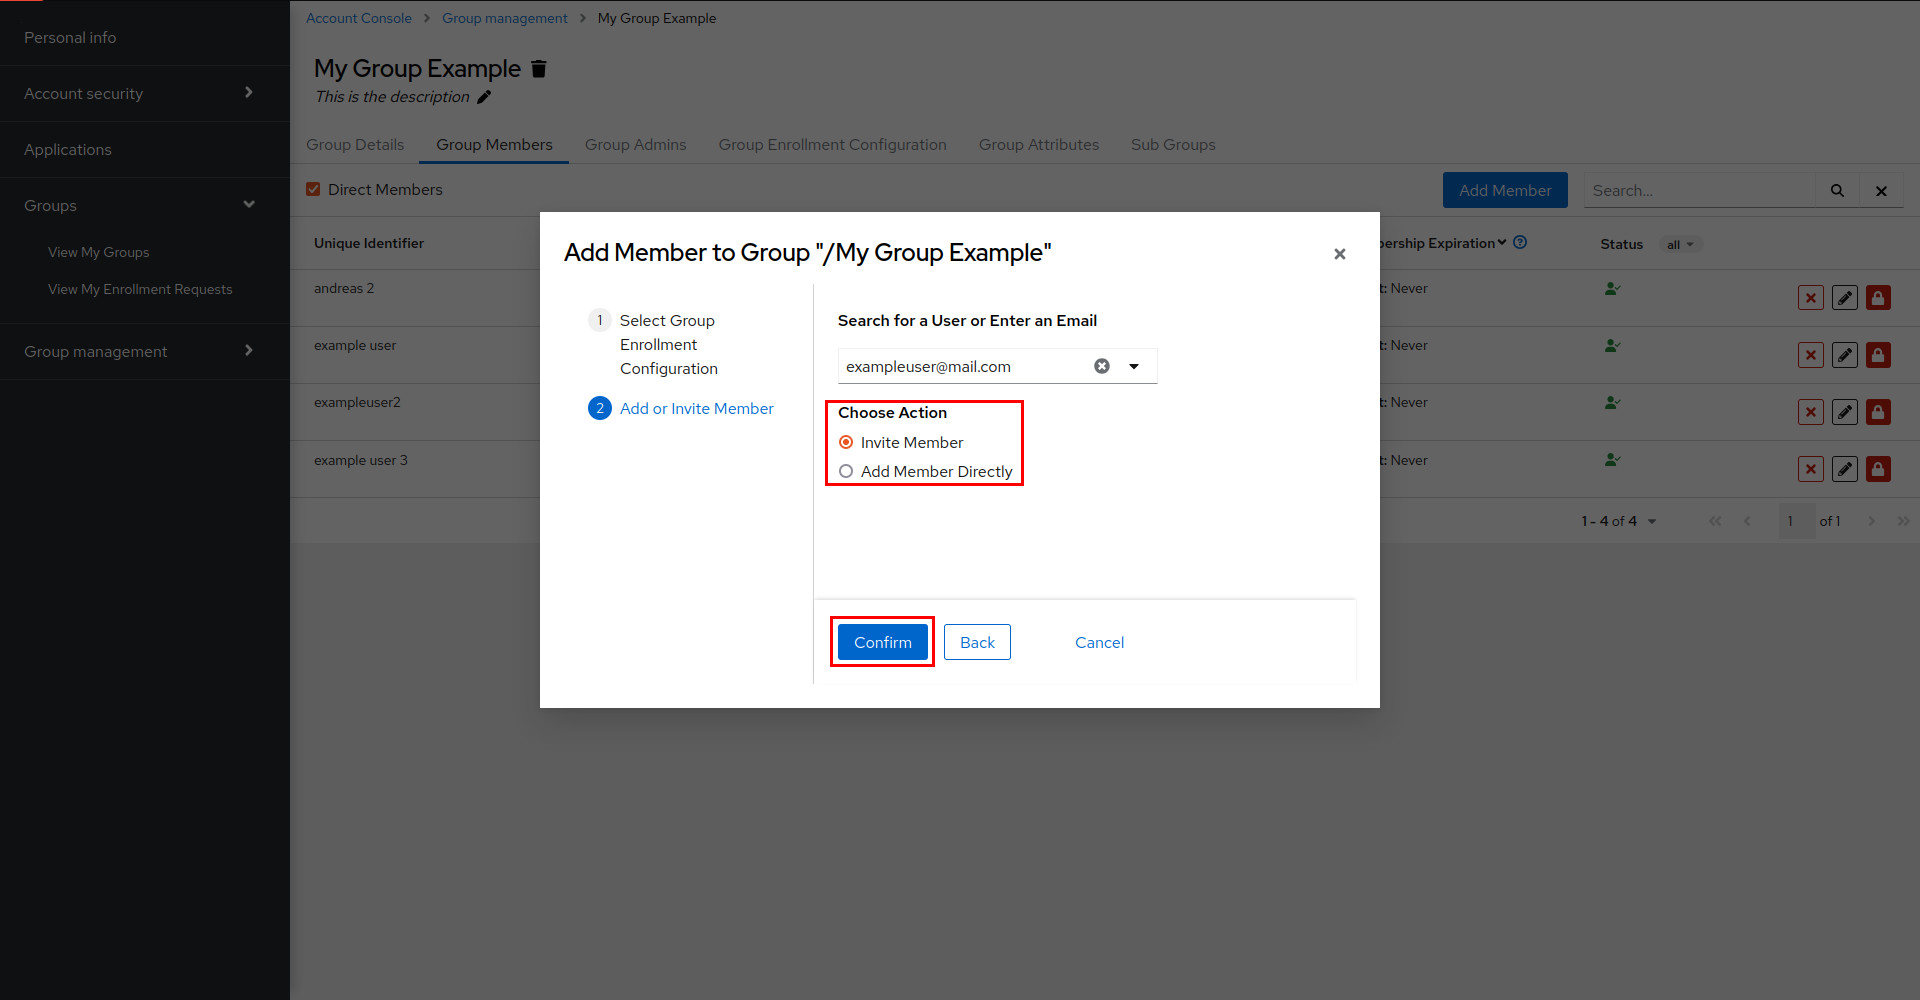 Personal info
Account security
Applications
Groups
View My Groups
View My Enrollment Requests
Group management
Account Console > Group management > My Group Example
My Group Example
This is the description
Group Details Group Members Group Admins Group Enrollment Configuration Group Attributes Sub Groups
Direct Members Add Member Search...
Unique Identifier bership Expiration Status all
andreas 2 t: Never
example user t: Never
exampleuser2 t: Never
example user 3 t: Never
1 - 4 of 4 1 of 1
Add Member to Group "/My Group Example"
1 Select Group
Enrollment
Configuration
2 Add or Invite Member
Search for a User or Enter an Email
exampleuser@mail.com
Choose Action
Invite Member
Add Member Directly
Confirm Back Cancel